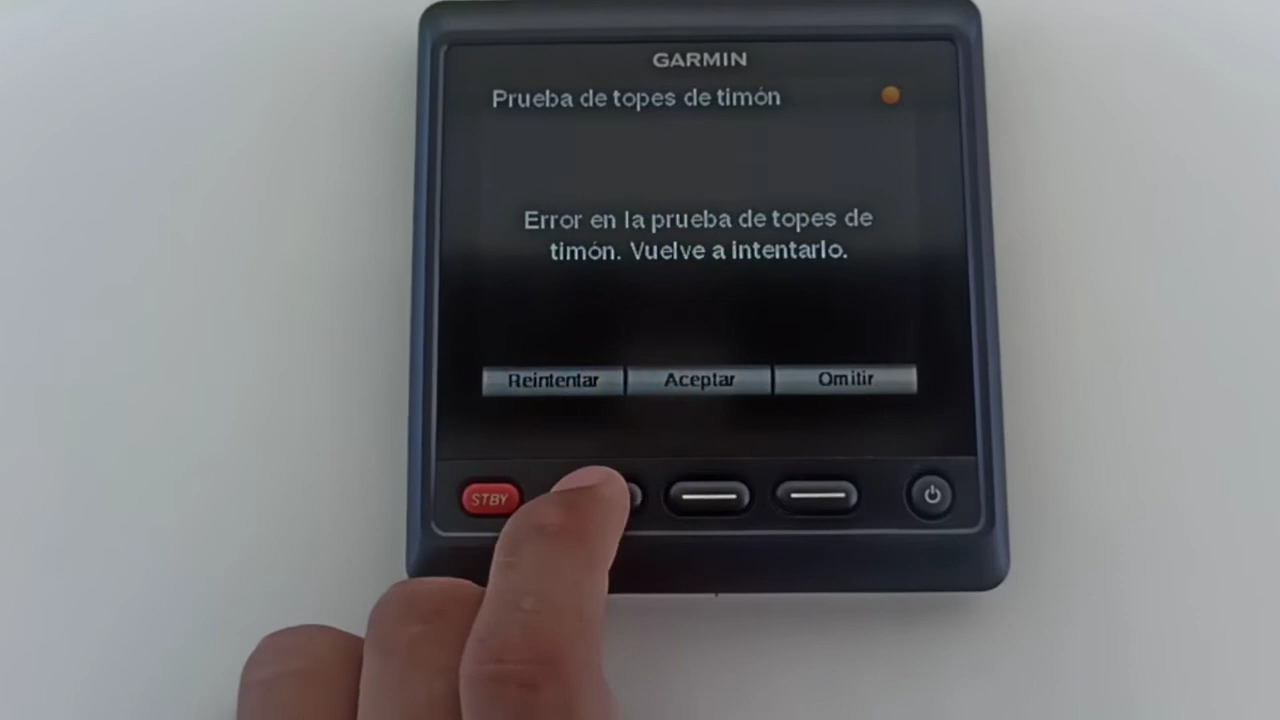 GARMIN
Prueba de topes de timón
Error en la prueba de topes de
timón. Vuelve a intentarlo.
Reintentar Aceptar Omitir
STBY